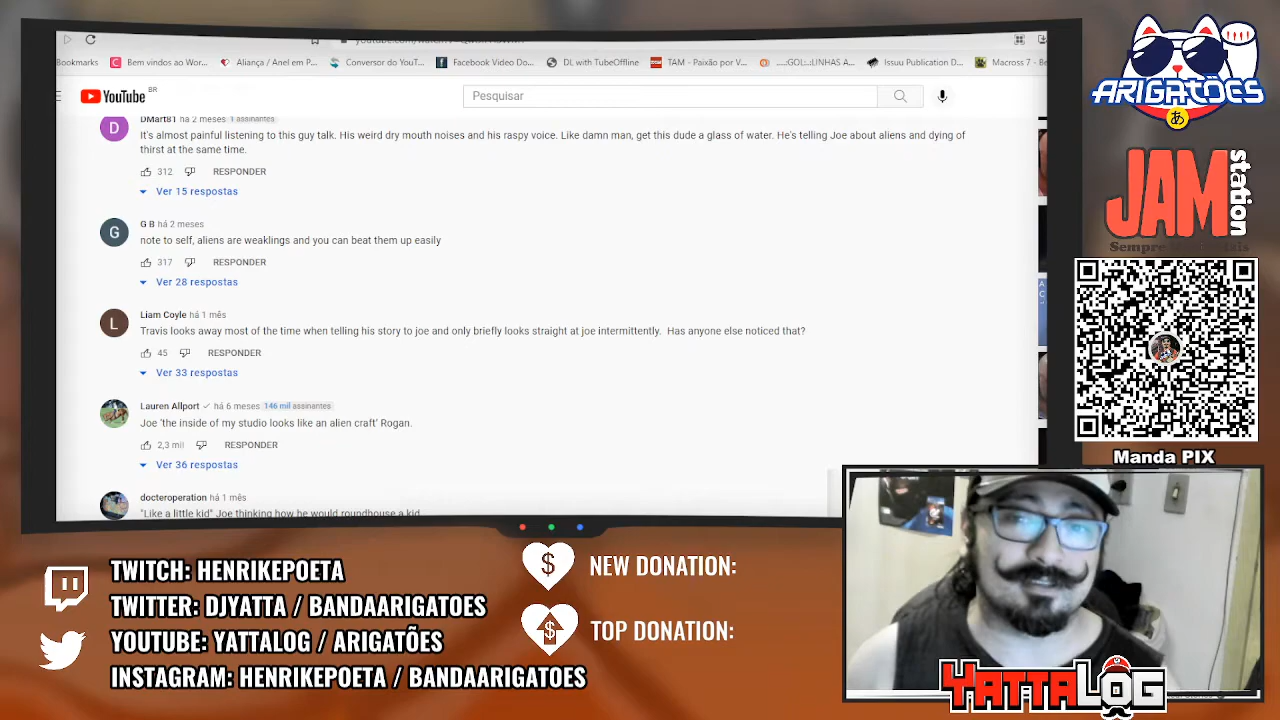 Bookmarks Bem vindos ao Wor... Aliança / Anel em P... Conversor do YouT... Facebook Video Do... DL with TubeOffline TAM - Paixão por V... .::::GOL::..:LINHAS A... Issuu Publication D... Macross 7 - Be
YouTube BR
Pesquisar
DMart81 há 2 meses 1 assinantes
It's almost painful listening to this guy talk. His weird dry mouth noises and his raspy voice. Like damn man, get this dude a glass of water. He's telling Joe about aliens and dying of
thirst at the same time.
312 RESPONDER
Ver 15 respostas
G
G B há 2 meses
note to self, aliens are weaklings and you can beat them up easily
317 RESPONDER
Ver 28 respostas
L
Liam Coyle há 1 mês
Travis looks away most of the time when telling his story to joe and only briefly looks straight at joe intermittently. Has anyone else noticed that?
45 RESPONDER
Ver 33 respostas
Lauren Allport há 6 meses 146 mil assinantes
Joe 'the inside of my studio looks like an alien craft' Rogan.
2,3 mil RESPONDER
Ver 36 respostas
docteroperation há 1 mês
"Like a little kid" Joe thinking how he would roundhouse a kid
D
ARIGATÕES
あ
JAM
station
Sempre
Manda PIX
TWITCH: HENRIKEPOETA
TWITTER: DJYATTA / BANDAARIGATOES
YOUTUBE: YATTALOG / ARIGATÕES
INSTAGRAM: HENRIKEPOETA / BANDAARIGATOES
NEW DONATION:
TOP DONATION:
YATTALOG